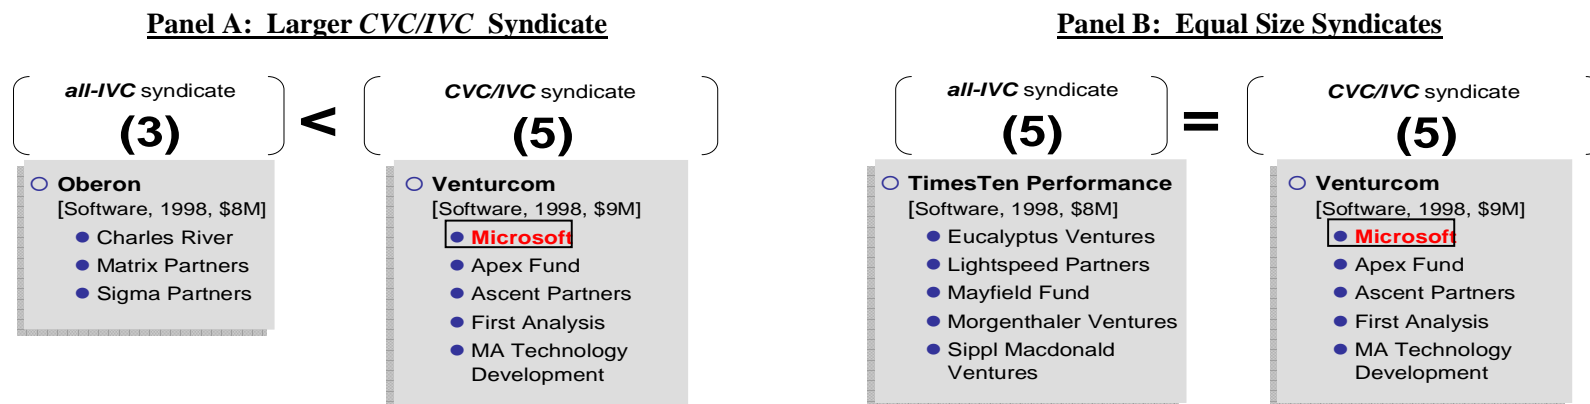 Panel A:  Larger CVC/IVC  Syndicate
all-IVC syndicate
(3)
<
CVC/IVC syndicate
(5)
Oberon
[Software, 1998, $8M]
Charles River
Matrix Partners
Sigma Partners
Venturcom
[Software, 1998, $9M]
Microsoft
Apex Fund
Ascent Partners
First Analysis
MA Technology
Development
Panel B:  Equal Size Syndicates
all-IVC syndicate
(5)
=
CVC/IVC syndicate
(5)
TimesTen Performance
[Software, 1998, $8M]
Eucalyptus Ventures
Lightspeed Partners
Mayfield Fund
Morgenthaler Ventures
Sippl Macdonald
Ventures
Venturcom
[Software, 1998, $9M]
Microsoft
Apex Fund
Ascent Partners
First Analysis
MA Technology
Development